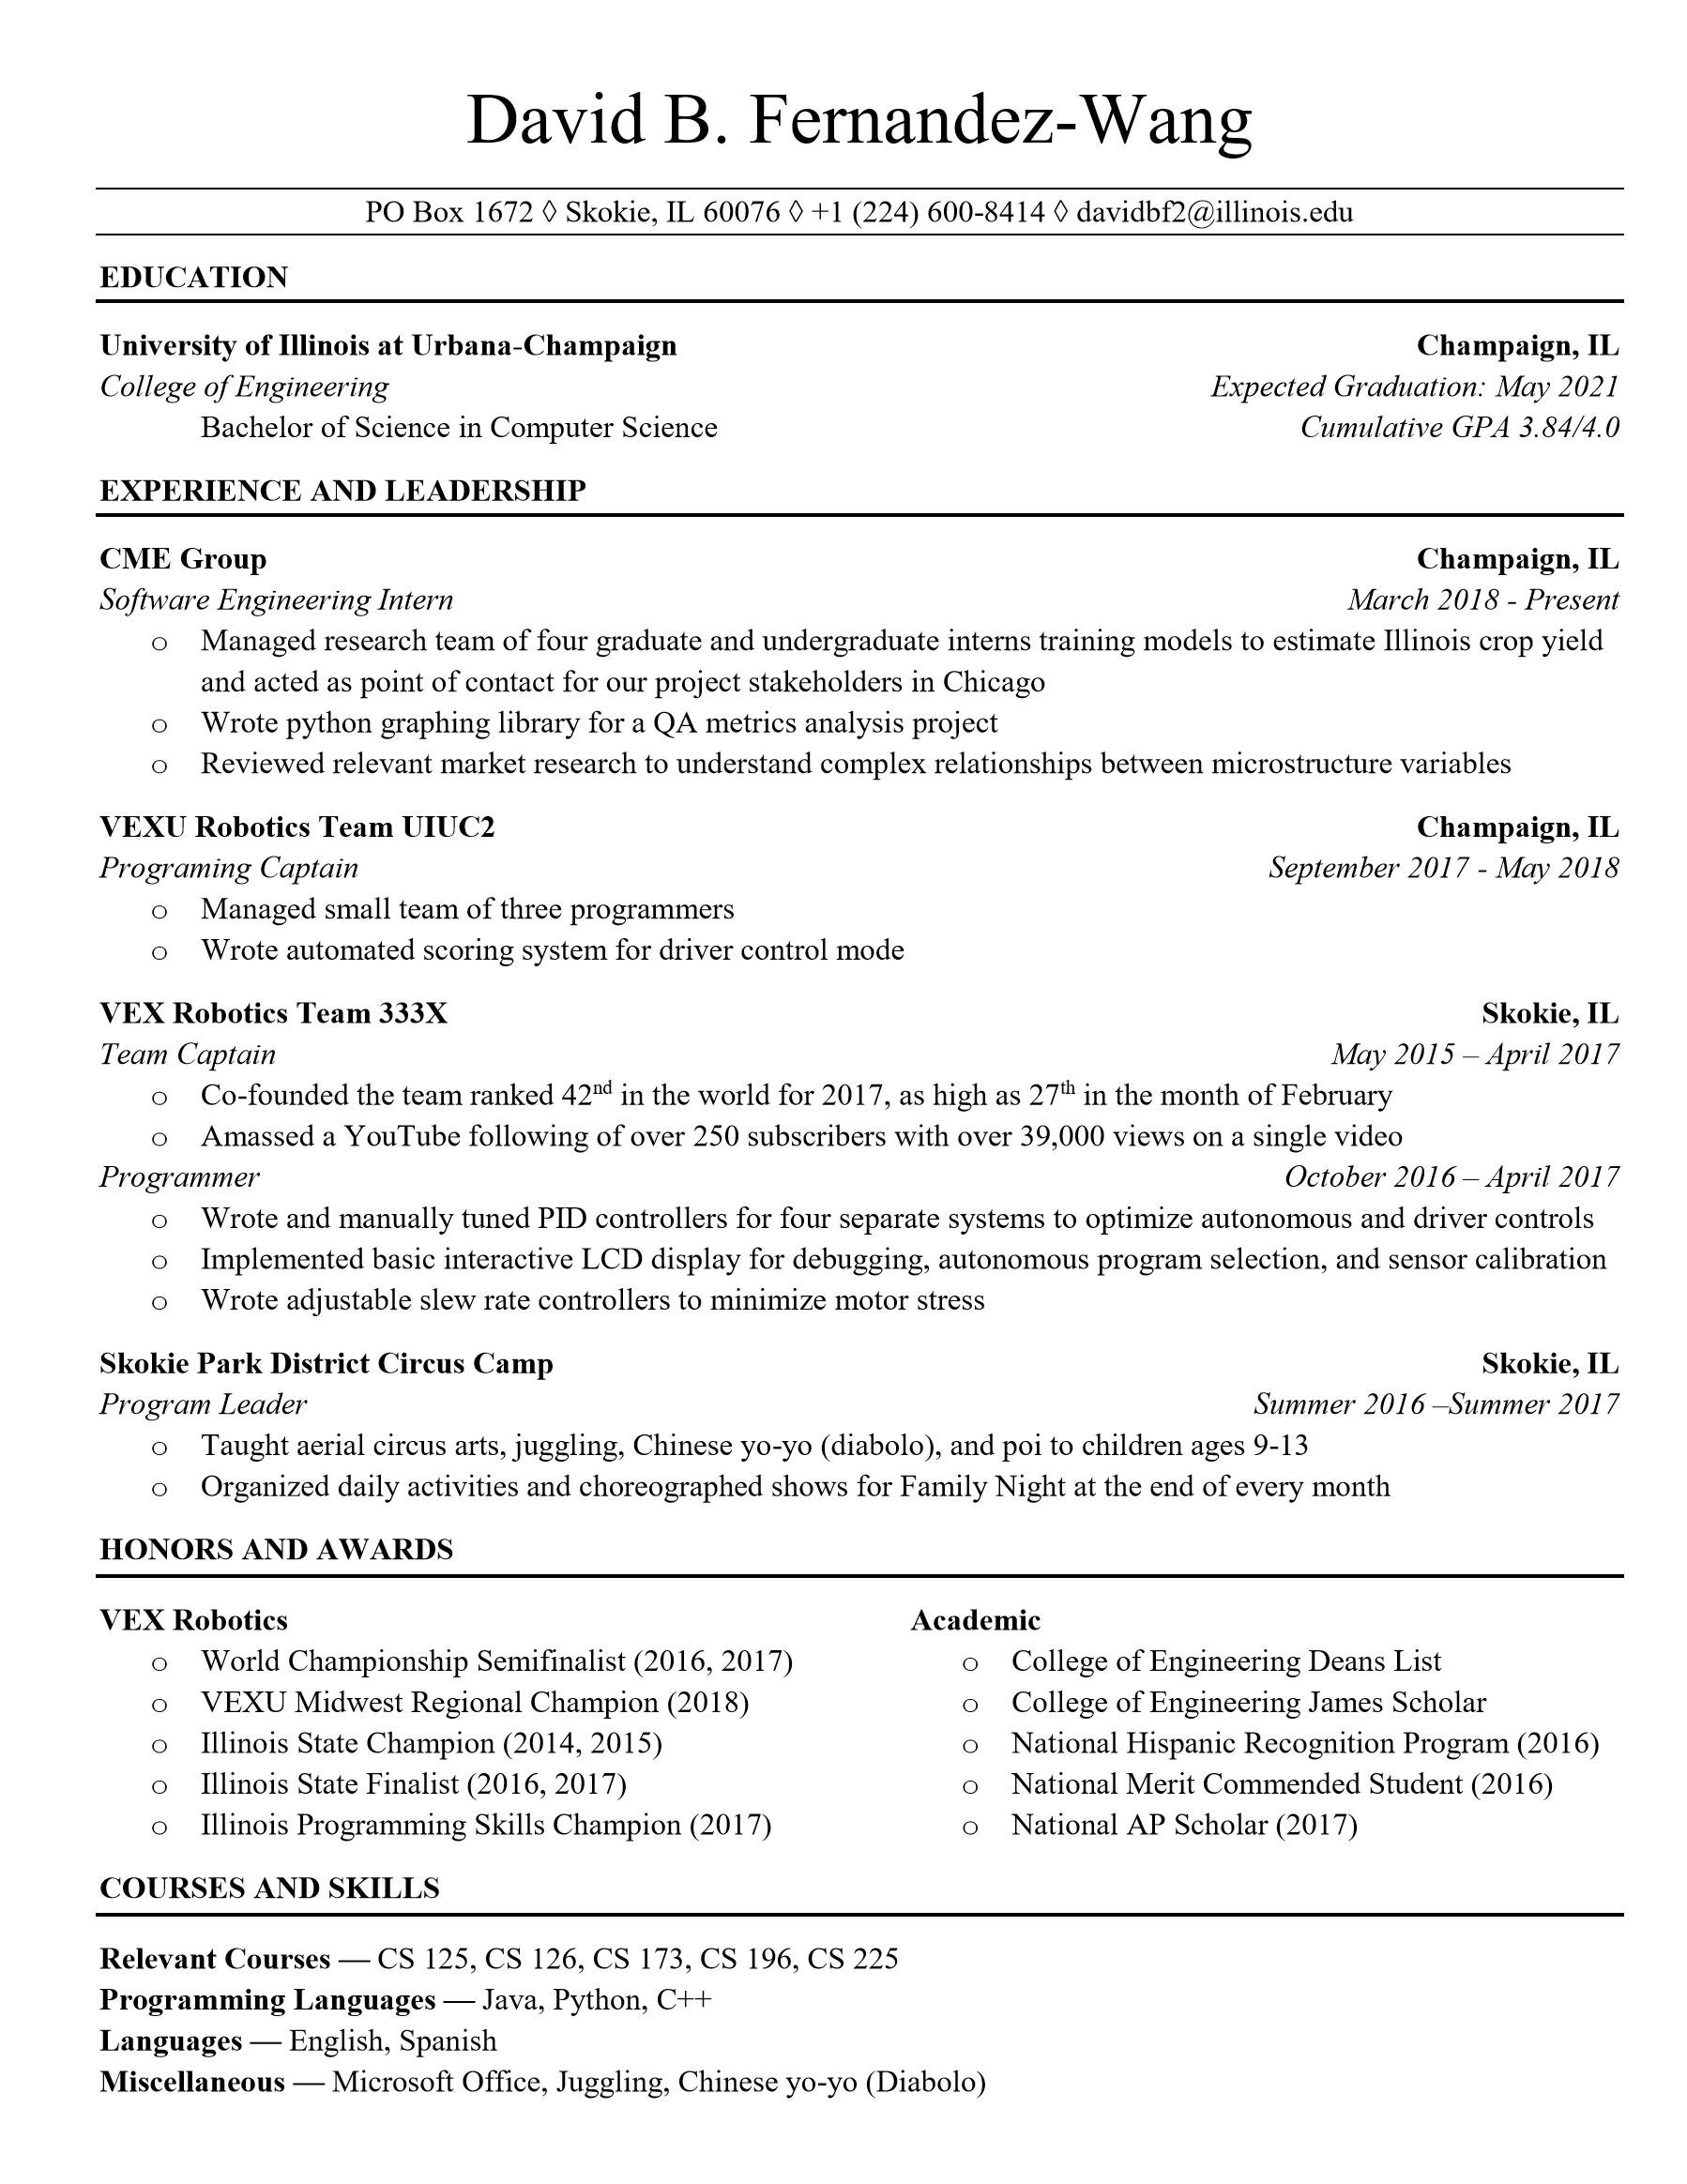 David B. Fernandez-Wang
PO Box 1672 ◊ Skokie, IL 60076 ◊ +1 (224) 600-8414 ◊ davidbf2@illinois.edu
EDUCATION
University of Illinois at Urbana-Champaign Champaign, IL
College of Engineering Expected Graduation: May 2021
Bachelor of Science in Computer Science Cumulative GPA 3.84/4.0
EXPERIENCE AND LEADERSHIP
CME Group Champaign, IL
Software Engineering Intern March 2018 - Present
o Managed research team of four graduate and undergraduate interns training models to estimate Illinois crop yield
and acted as point of contact for our project stakeholders in Chicago
o Wrote python graphing library for a QA metrics analysis project
o Reviewed relevant market research to understand complex relationships between microstructure variables
VEXU Robotics Team UIUC2 Champaign, IL
Programing Captain September 2017 - May 2018
o Managed small team of three programmers
o Wrote automated scoring system for driver control mode
VEX Robotics Team 333X Skokie, IL
Team Captain May 2015 – April 2017
o Co-founded the team ranked 42nd in the world for 2017, as high as 27th in the month of February
o Amassed a YouTube following of over 250 subscribers with over 39,000 views on a single video
Programmer October 2016 – April 2017
o Wrote and manually tuned PID controllers for four separate systems to optimize autonomous and driver controls
o Implemented basic interactive LCD display for debugging, autonomous program selection, and sensor calibration
o Wrote adjustable slew rate controllers to minimize motor stress
Skokie Park District Circus Camp Skokie, IL
Program Leader Summer 2016 –Summer 2017
o Taught aerial circus arts, juggling, Chinese yo-yo (diabolo), and poi to children ages 9-13
o Organized daily activities and choreographed shows for Family Night at the end of every month
HONORS AND AWARDS
VEX Robotics
o World Championship Semifinalist (2016, 2017)
o VEXU Midwest Regional Champion (2018)
o Illinois State Champion (2014, 2015)
o Illinois State Finalist (2016, 2017)
o Illinois Programming Skills Champion (2017)
Academic
o College of Engineering Deans List
o College of Engineering James Scholar
o National Hispanic Recognition Program (2016)
o National Merit Commended Student (2016)
o National AP Scholar (2017)
COURSES AND SKILLS
Relevant Courses — CS 125, CS 126, CS 173, CS 196, CS 225
Programming Languages — Java, Python, C++
Languages — English, Spanish
Miscellaneous — Microsoft Office, Juggling, Chinese yo-yo (Diabolo)